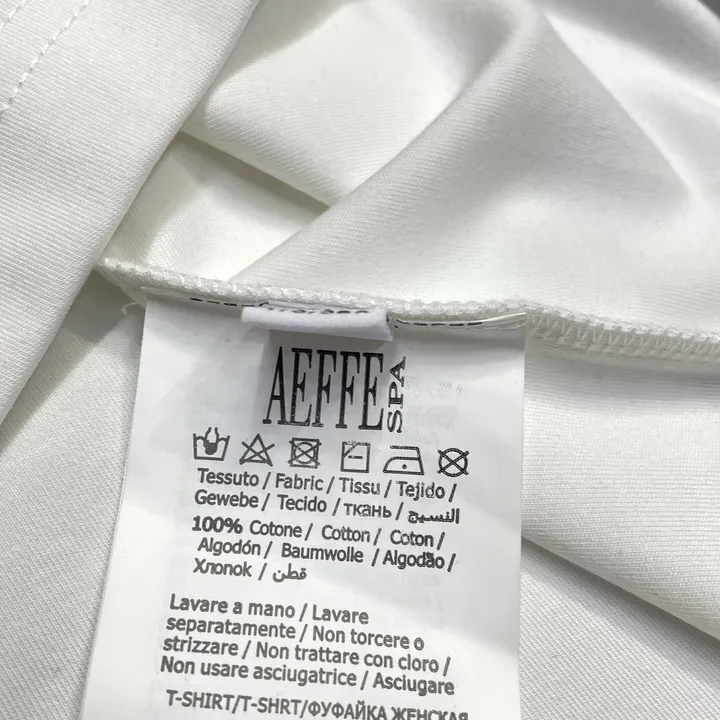 AEFFE SPA
Tessuto / Fabric / Tissu / Tejido /
Gewebe / Tecido / ткань / النسيج
100% Cotone / Cotton / Coton /
Algodón / Baumwolle / Algodão /
Хлопок / قطن
Lavare a mano / Lavare
separatamente / Non torcere o
strizzare / Non trattare con cloro /
Non usare asciugatrice / Asciugare
T-SHIRT/T-SHRT/ФУФАЙКА ЖЕНСКАЯ